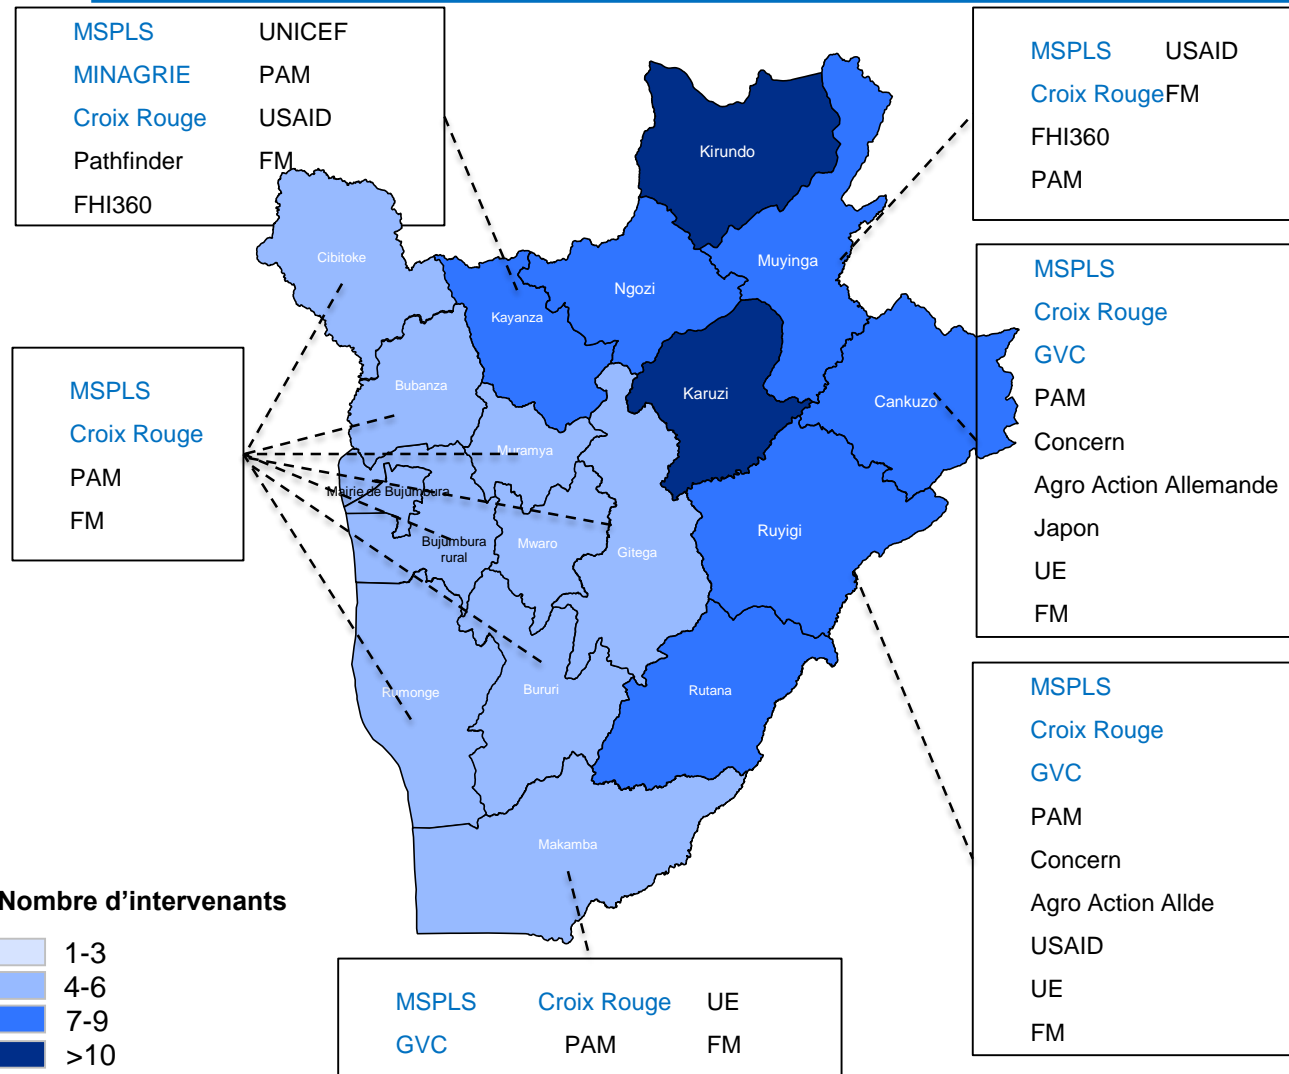 MSPLS UNICEF
MINAGRIE PAM
Croix Rouge USAID
Pathfinder FM
FHI360
MSPLS USAID
Croix Rouge FM
FHI360
PAM
Kirundo
Cibitoke
Muyinga
Ngozi
Kayanza
MSPLS
Croix Rouge
GVC
PAM
Concern
Agro Action Allemande
Japon
UE
FM
MSPLS
Croix Rouge
PAM
FM
Bubanza
Karuzi
Cankuzo
Muramya
Mairie de Bujumbura
Bujumbura
rural
Mwaro
Gitega
Ruyigi
Rumonge
Bururi
Rutana
Makamba
MSPLS
Croix Rouge
GVC
PAM
Concern
Agro Action Allde
USAID
UE
FM
Nombre d'intervenants
1-3
4-6
7-9
>10
MSPLS Croix Rouge UE
GVC PAM FM